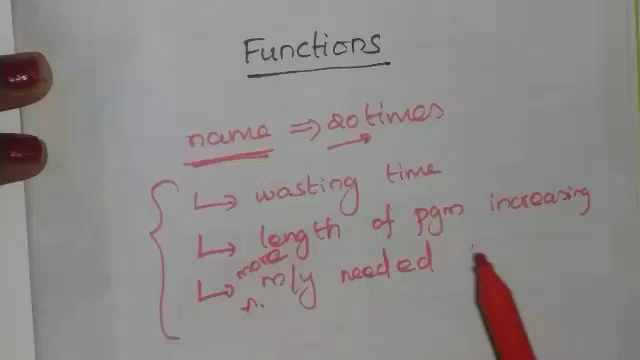 Functions
name ⇒ 20 times
↳ wasting time
↳ length of pgm increasing
more
↳ m/y needed